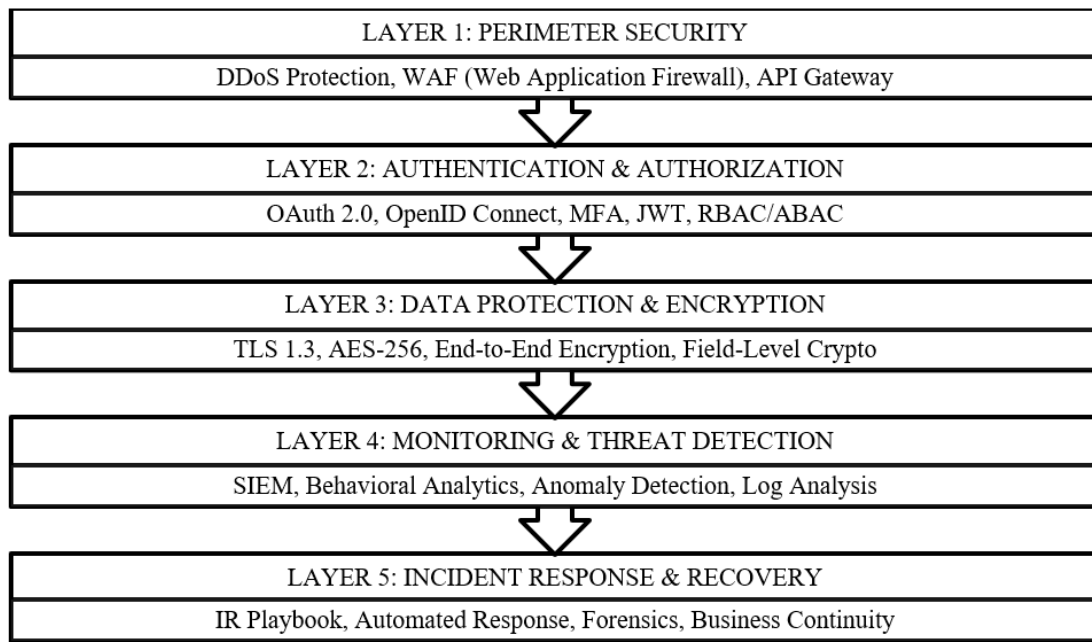 LAYER 1: PERIMETER SECURITY
DDoS Protection, WAF (Web Application Firewall), API Gateway
LAYER 2: AUTHENTICATION & AUTHORIZATION
OAuth 2.0, OpenID Connect, MFA, JWT, RBAC/ABAC
LAYER 3: DATA PROTECTION & ENCRYPTION
TLS 1.3, AES-256, End-to-End Encryption, Field-Level Crypto
LAYER 4: MONITORING & THREAT DETECTION
SIEM, Behavioral Analytics, Anomaly Detection, Log Analysis
LAYER 5: INCIDENT RESPONSE & RECOVERY
IR Playbook, Automated Response, Forensics, Business Continuity